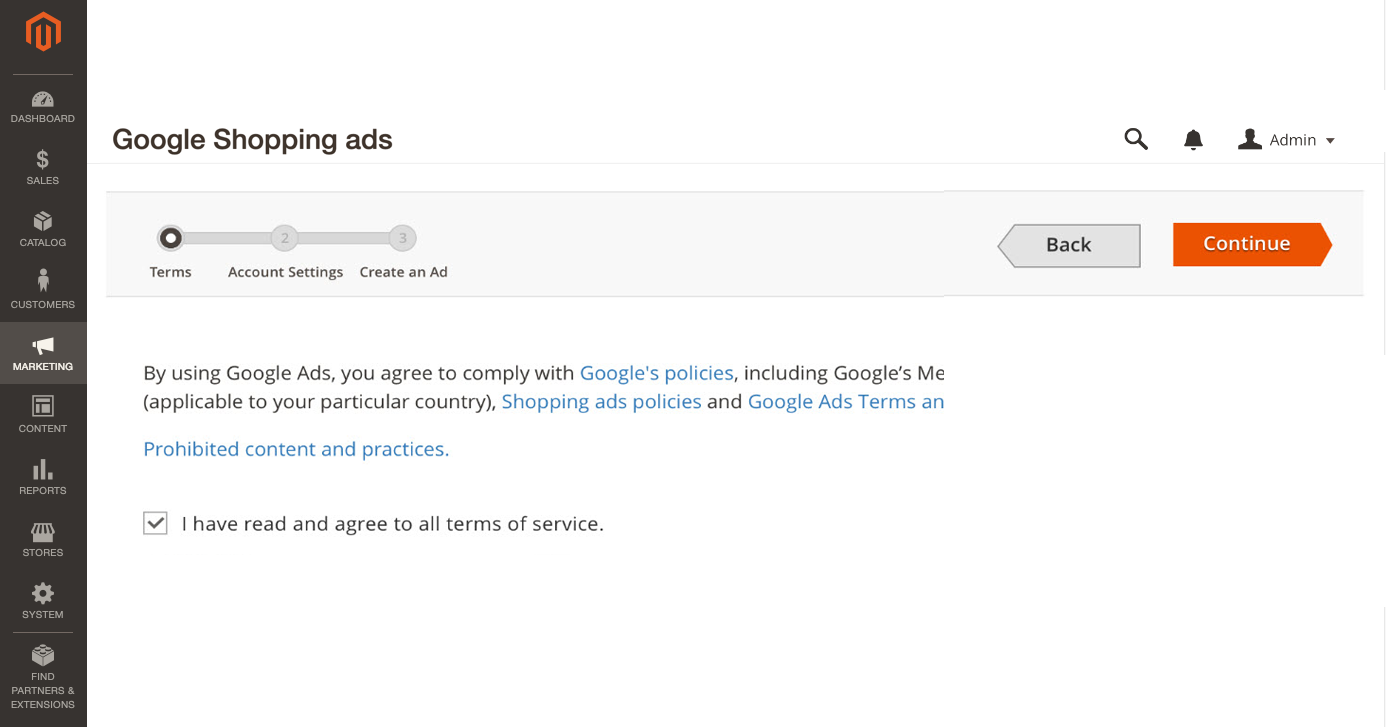 DASHBOARD
SALES
CATALOG
CUSTOMERS
MARKETING
CONTENT
REPORTS
STORES
SYSTEM
FIND
PARTNERS &
EXTENSIONS
Google Shopping ads
Admin
2
3
Terms
Account Settings
Create an Ad
Back
Continue
By using Google Ads, you agree to comply with Google's policies, including Google’s Me
(applicable to your particular country), Shopping ads policies and Google Ads Terms an
Prohibited content and practices.
I have read and agree to all terms of service.